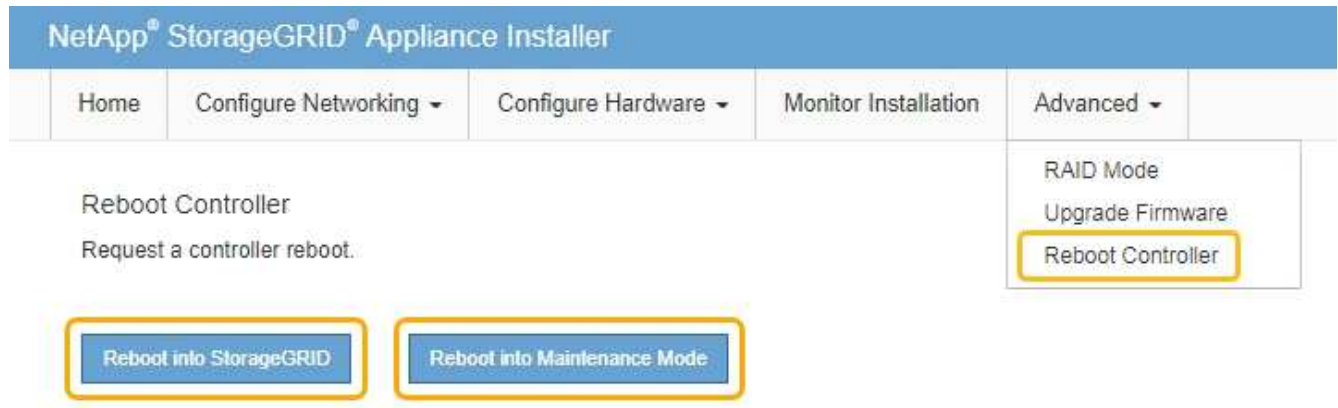 NetApp® StorageGRID® Appliance Installer
Home Configure Networking Configure Hardware Monitor Installation Advanced
RAID Mode
Upgrade Firmware
Reboot Controller
Reboot Controller
Request a controller reboot.
Reboot into StorageGRID Reboot into Maintenance Mode